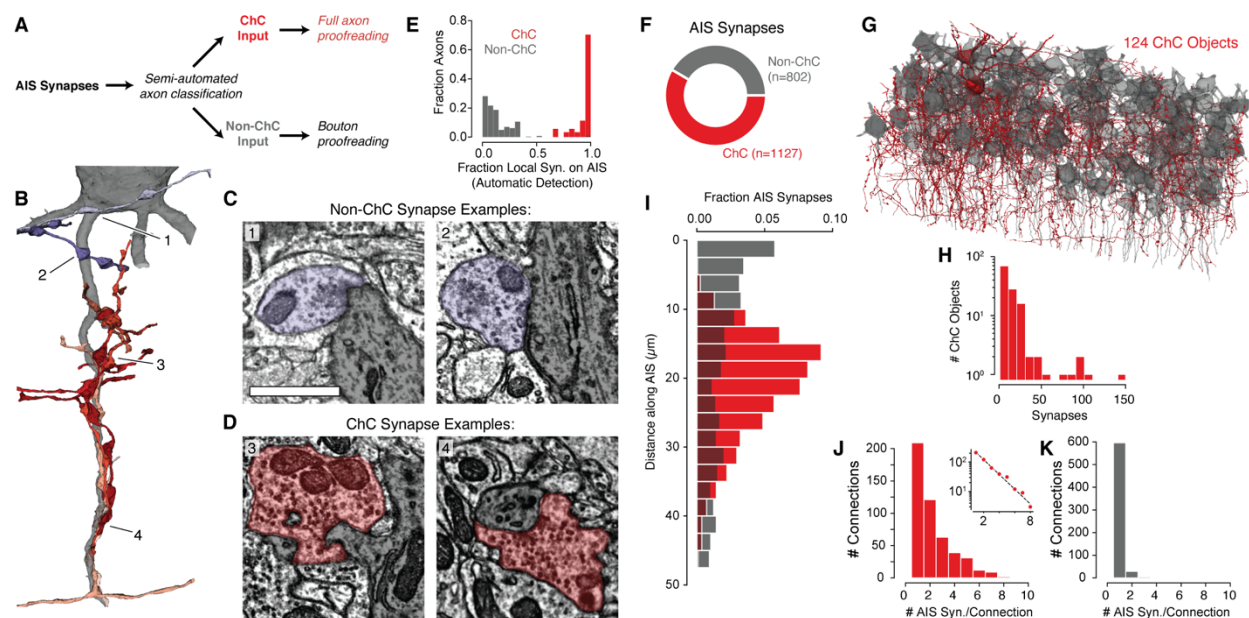 A
AIS Synapses
Semi-automated
axon classification
ChC
Input
Full axon
proofreading
Non-ChC
Input
Bouton
proofreading
B
1
2
3
4
C
Non-ChC Synapse Examples:
1
2
D
ChC Synapse Examples:
3
4
E
ChC
Non-ChC
Fraction Axons
0.8
0.6
0.4
0.2
0.0
0.0
0.5
1.0
Fraction Local Syn. on AIS
(Automatic Detection)
F
AIS Synapses
Non-ChC
(n=802)
ChC (n=1127)
G
124 ChC Objects
H
# ChC Objects
10²
10¹
10⁰
0
50
100
150
Synapses
I
Fraction AIS Synapses
0.00
0.05
0.10
Distance along AIS (µm)
0
10
20
30
40
50
J
# Connections
200
150
100
50
0
2
4
6
8
10
# AIS Syn./Connection
10²
10¹
2
8
K
# Connections
600
500
400
300
200
100
0
2
4
6
8
10
# AIS Syn./Connection